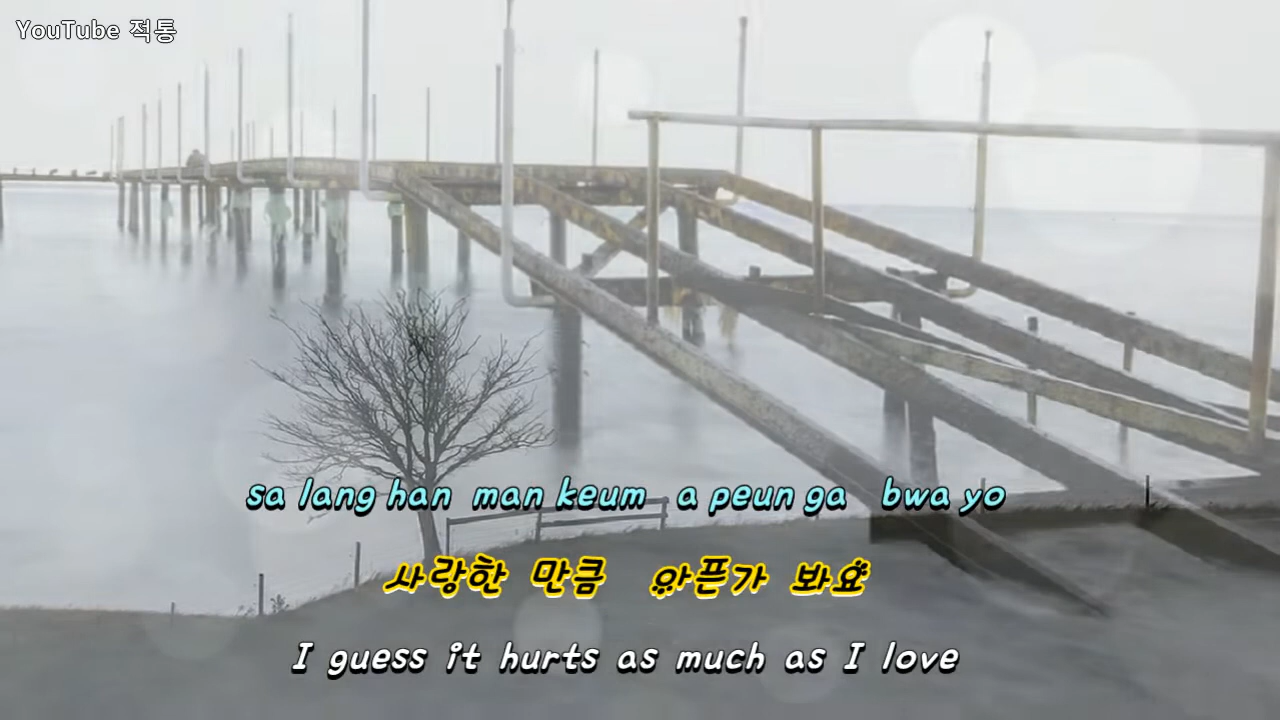 YouTube 적통
sa lang han man keum a peun ga bwa yo
사랑한 만큼 아픈가 봐요
I guess it hurts as much as I love